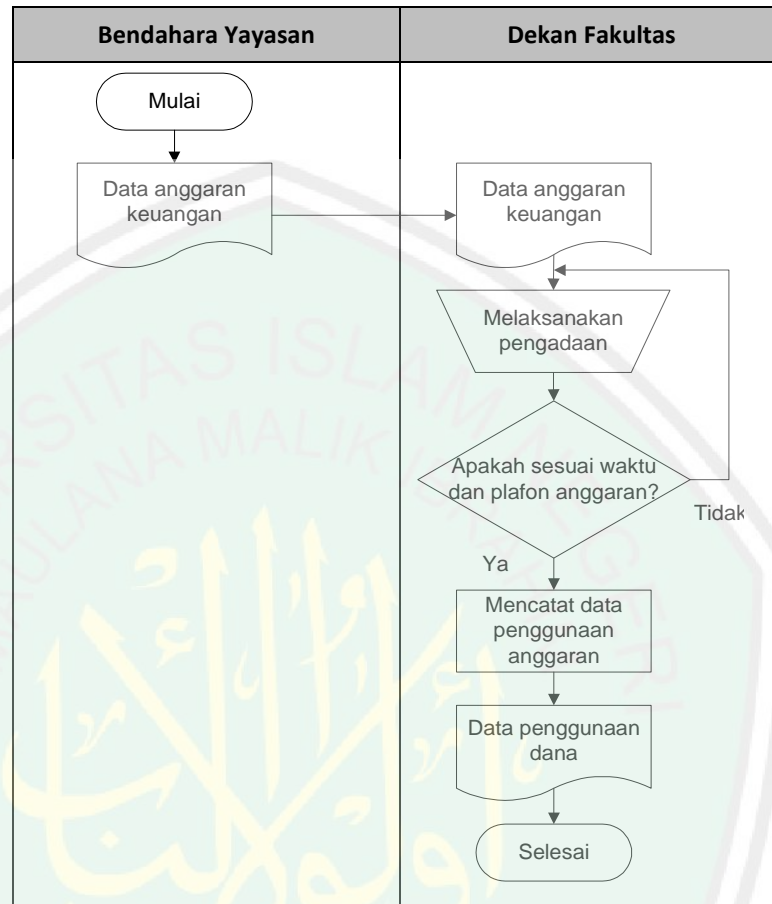 Bendahara Yayasan
Dekan Fakultas
Mulai
Data anggaran
keuangan
Data anggaran
keuangan
Melaksanakan
pengadaan
Apakah sesuai waktu
dan plafon anggaran?
Tidak
Ya
Mencatat data
penggunaan
anggaran
Data penggunaan
dana
Selesai